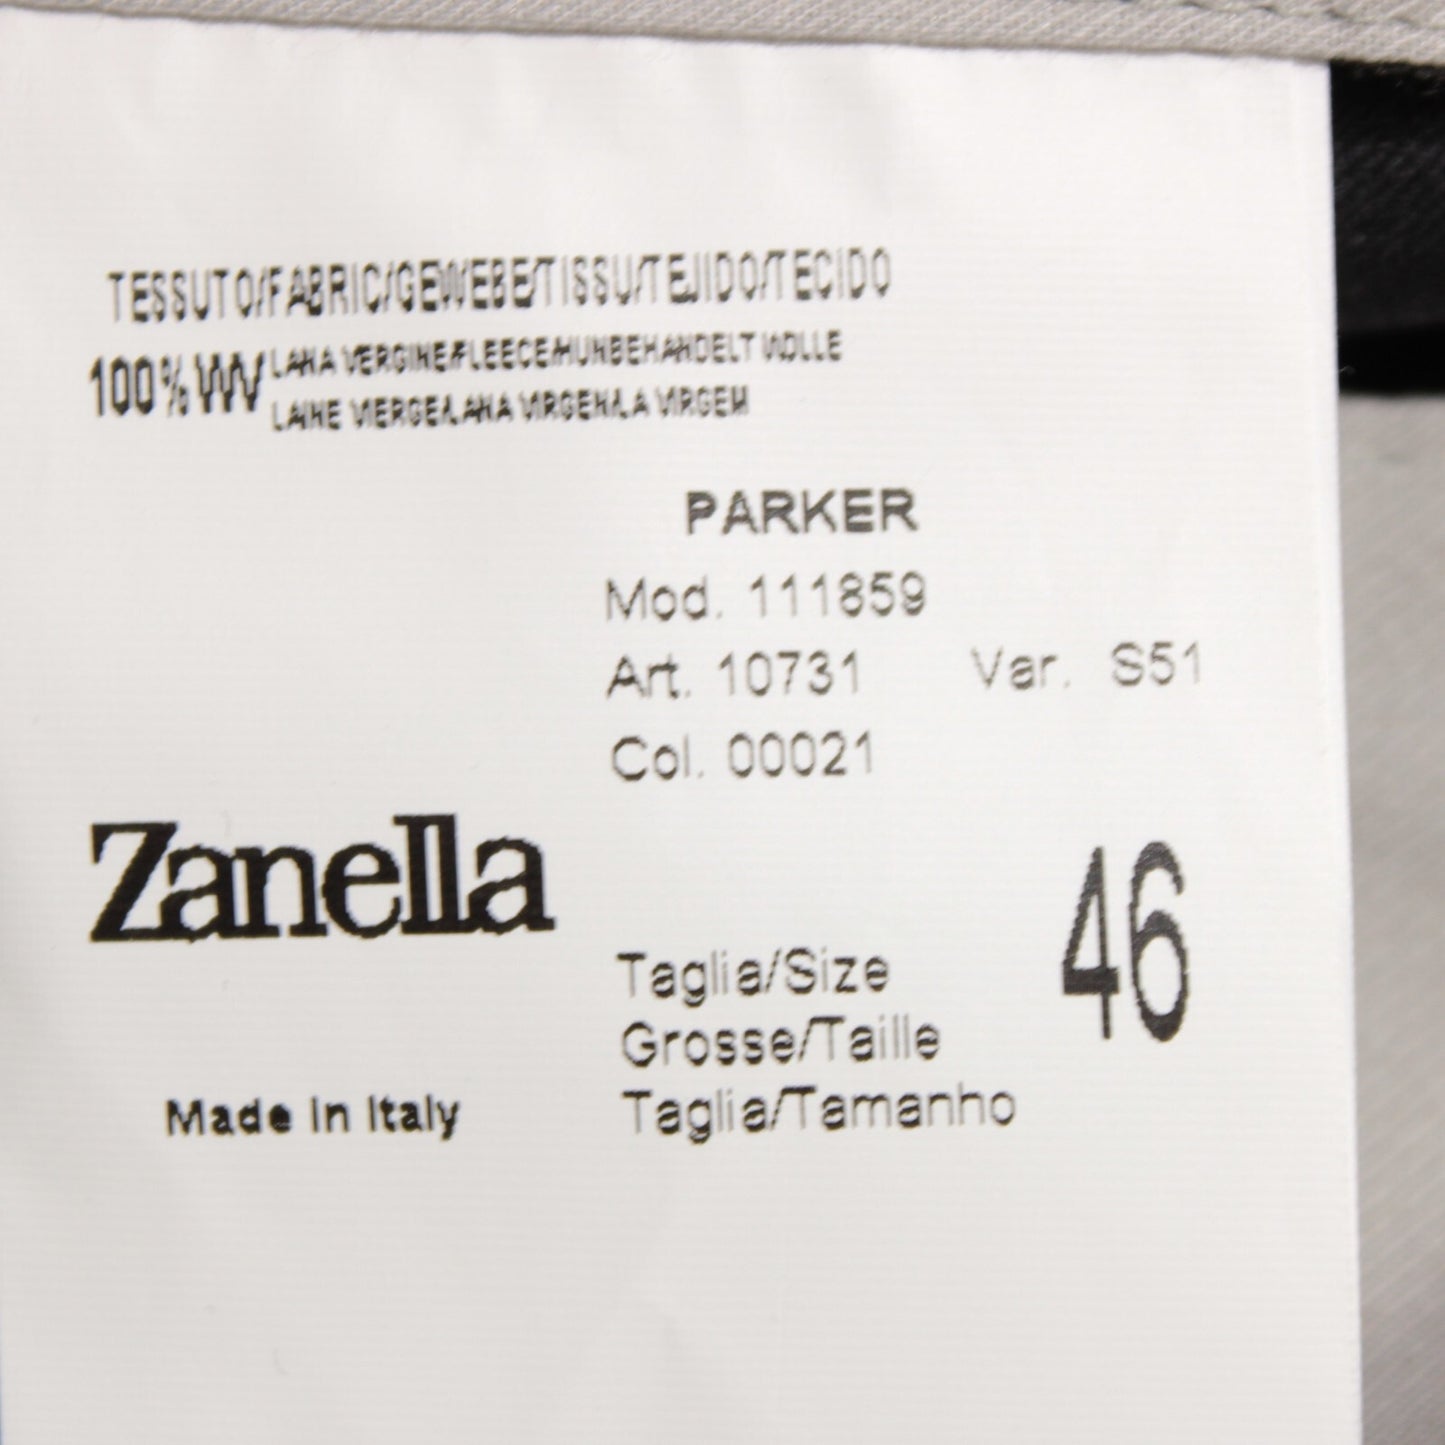 TESSUTO/FABRIC/GEWEBE/TISSU/TEJIDO/TECIDO
100% WV LANA VERGINE/FLEECE/HUNBEHANDELT WOLLE
LAINE VIERGE/LANA VIRGEN/LA VIRGEM
PARKER
Mod. 111859
Art. 10731 Var. S51
Col. 00021
Zanella
46
Taglia/Size
Grosse/Taille
Taglia/Tamanho
Made In Italy